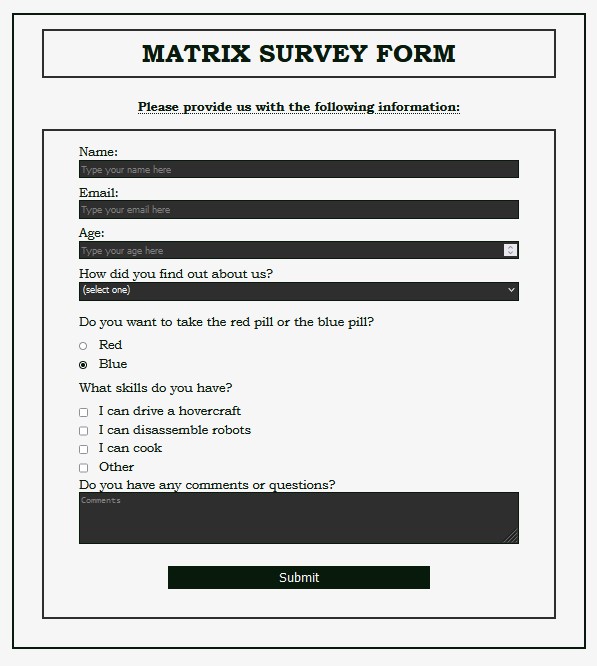 MATRIX SURVEY FORM
Please provide us with the following information:
Name:
Type your name here
Email:
Type your email here
Age:
Type your age here
How did you find out about us?
(select one)
Do you want to take the red pill or the blue pill?
Red
Blue
What skills do you have?
I can drive a hovercraft
I can disassemble robots
I can cook
Other
Do you have any comments or questions?
Comments
Submit